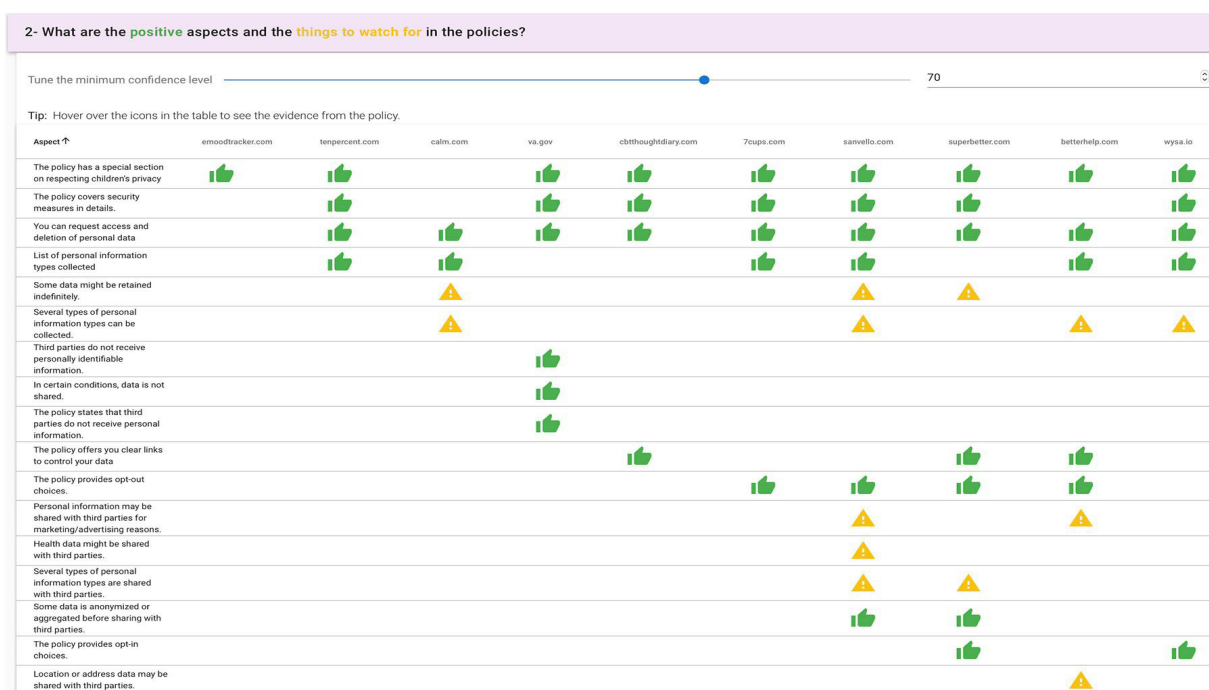 2- What are the positive aspects and the things to watch for in the policies?
Tune the minimum confidence level 70
Tip: Hover over the icons in the table to see the evidence from the policy.
Aspect ↑ emoodtracker.com tenpercent.com calm.com va.gov cbtthoughtdiary.com 7cups.com sanvello.com superbetter.com betterhelp.com wysa.io
The policy has a special section
on respecting children's privacy
The policy covers security
measures in details.
You can request access and
deletion of personal data
List of personal information
types collected
Some data might be retained
indefinitely.
Several types of personal
information types can be
collected.
Third parties do not receive
personally identifiable
information.
In certain conditions, data is not
shared.
The policy states that third
parties do not receive personal
information.
The policy offers you clear links
to control your data
The policy provides opt-out
choices.
Personal information may be
shared with third parties for
marketing/advertising reasons.
Health data might be shared
with third parties.
Several types of personal
information types are shared
with third parties.
Some data is anonymized or
aggregated before sharing with
third parties.
The policy provides opt-in
choices.
Location or address data may be
shared with third parties.